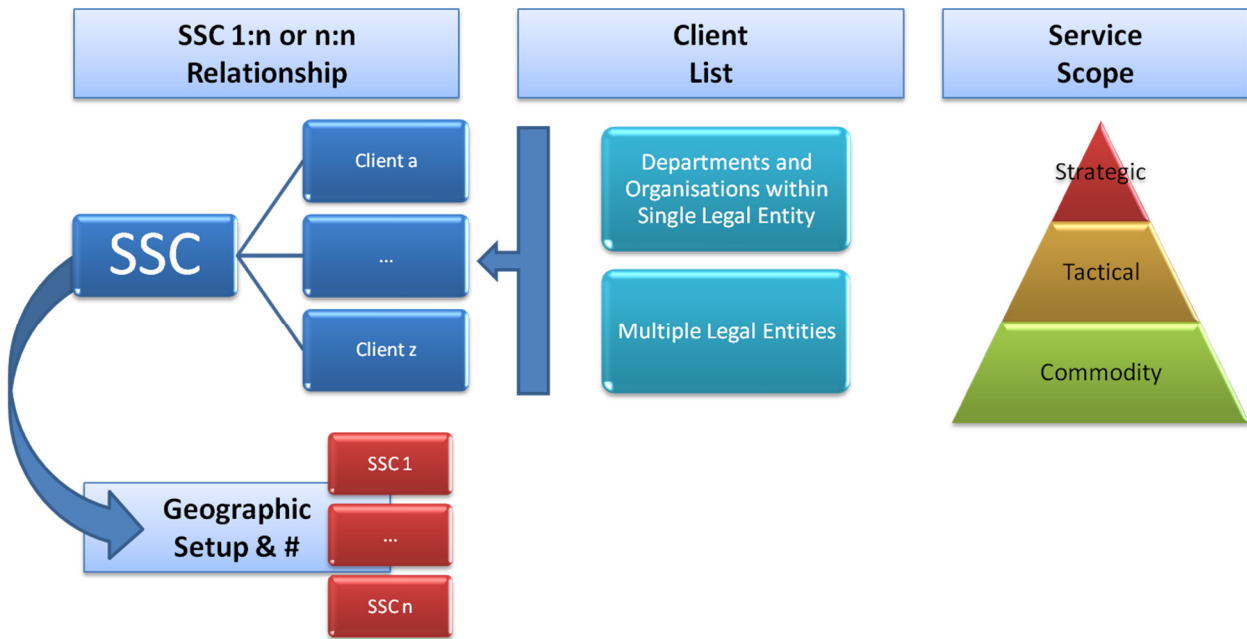 SSC 1:n or n:n
Relationship
Client
List
Service
Scope
SSC
Client a
...
Client z
Departments and
Organisations within
Single Legal Entity
Multiple Legal Entities
Strategic
Tactical
Commodity
Geographic
Setup & #
SSC 1
...
SSC n